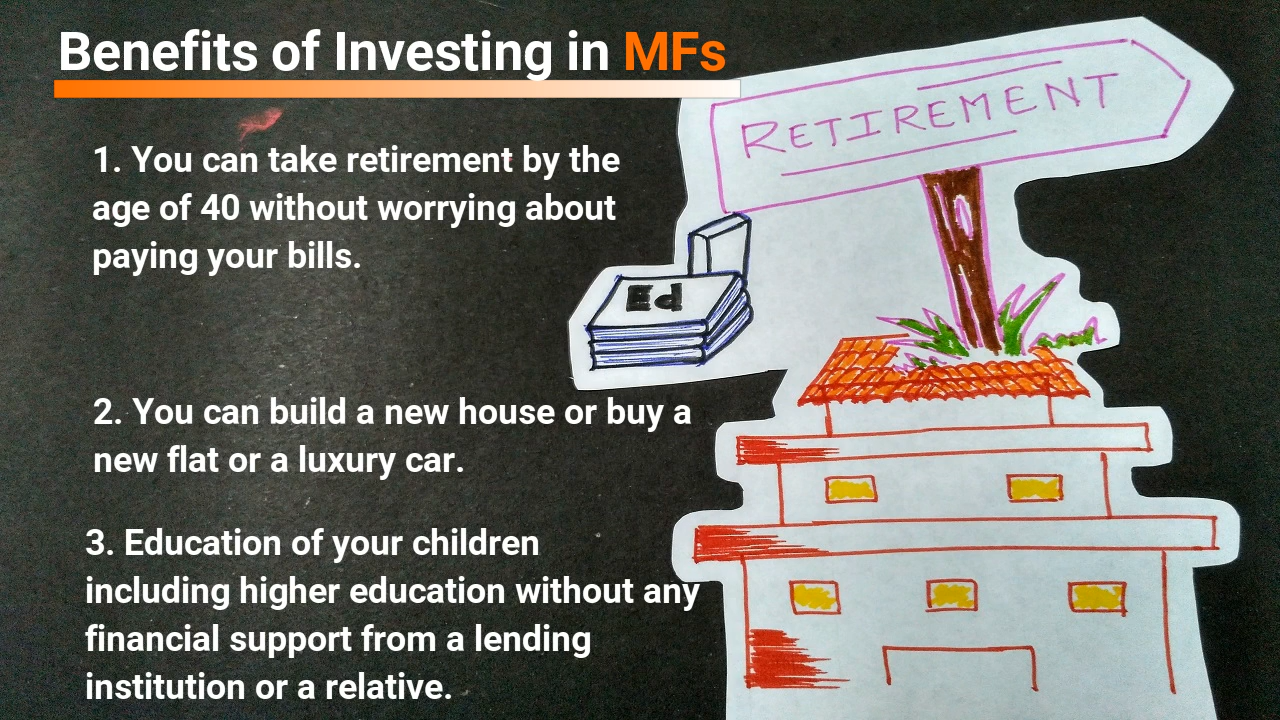 Benefits of Investing in MFs
RETIREMENT
1. You can take retirement by the
age of 40 without worrying about
paying your bills.
Ed
2. You can build a new house or buy a
new flat or a luxury car.
3. Education of your children
including higher education without any
financial support from a lending
institution or a relative.